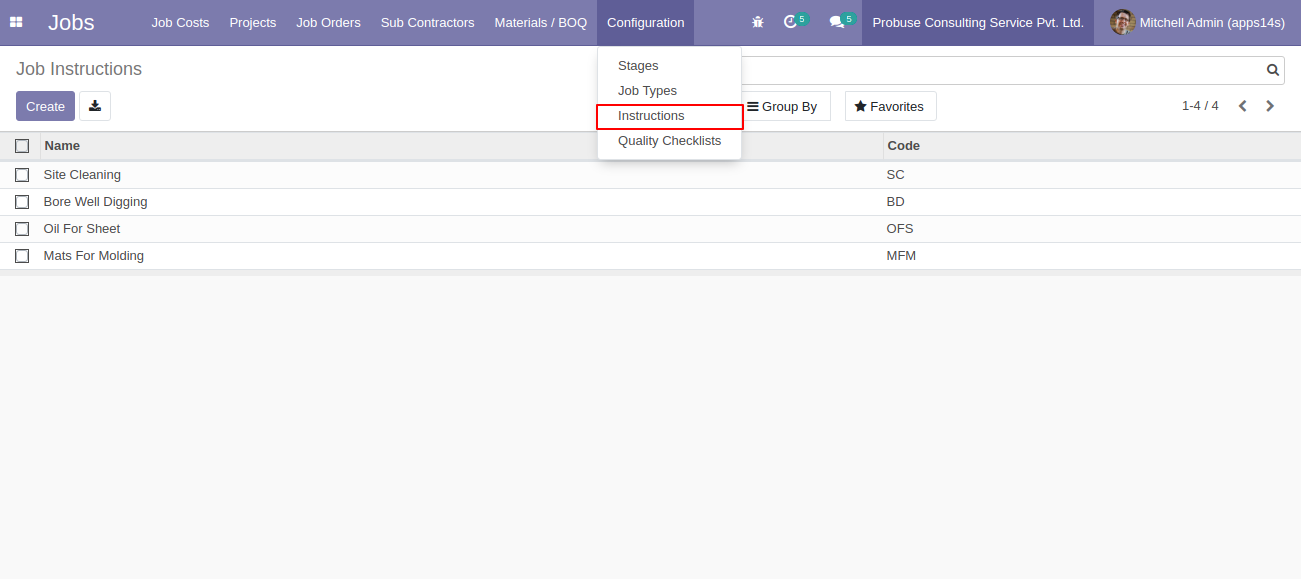 Jobs Job Costs Projects Job Orders Sub Contractors Materials / BOQ Configuration 5 5 Probuse Consulting Service Pvt. Ltd. Mitchell Admin (apps14s)
Job Instructions
Stages
Job Types
Instructions
Quality Checklists
Create Group By Favorites 1-4 / 4
Name Code
Site Cleaning SC
Bore Well Digging BD
Oil For Sheet OFS
Mats For Molding MFM